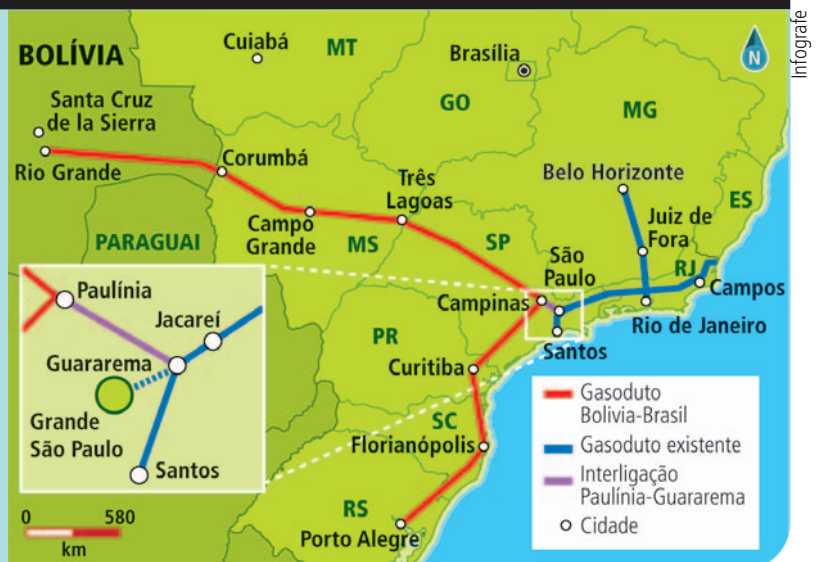 Infografe
BOLÍVIA
Cuiabá
MT
Brasília
N
GO
MG
Santa Cruz
de la Sierra
Rio Grande
Corumbá
Três
Lagoas
Belo Horizonte
ES
Juiz de
Fora
PARAGUAI
Campo
Grande
MS
SP
São
Paulo
RJ
Campos
Campinas
Rio de Janeiro
Santos
PR
Curitiba
SC
Florianópolis
RS
Porto Alegre
Paulínia
Jacareí
Guararema
Grande
São Paulo
Santos
0 580
km
Gasoduto
Bolivia-Brasil
Gasoduto existente
Interligação
Paulínia-Guararema
Cidade